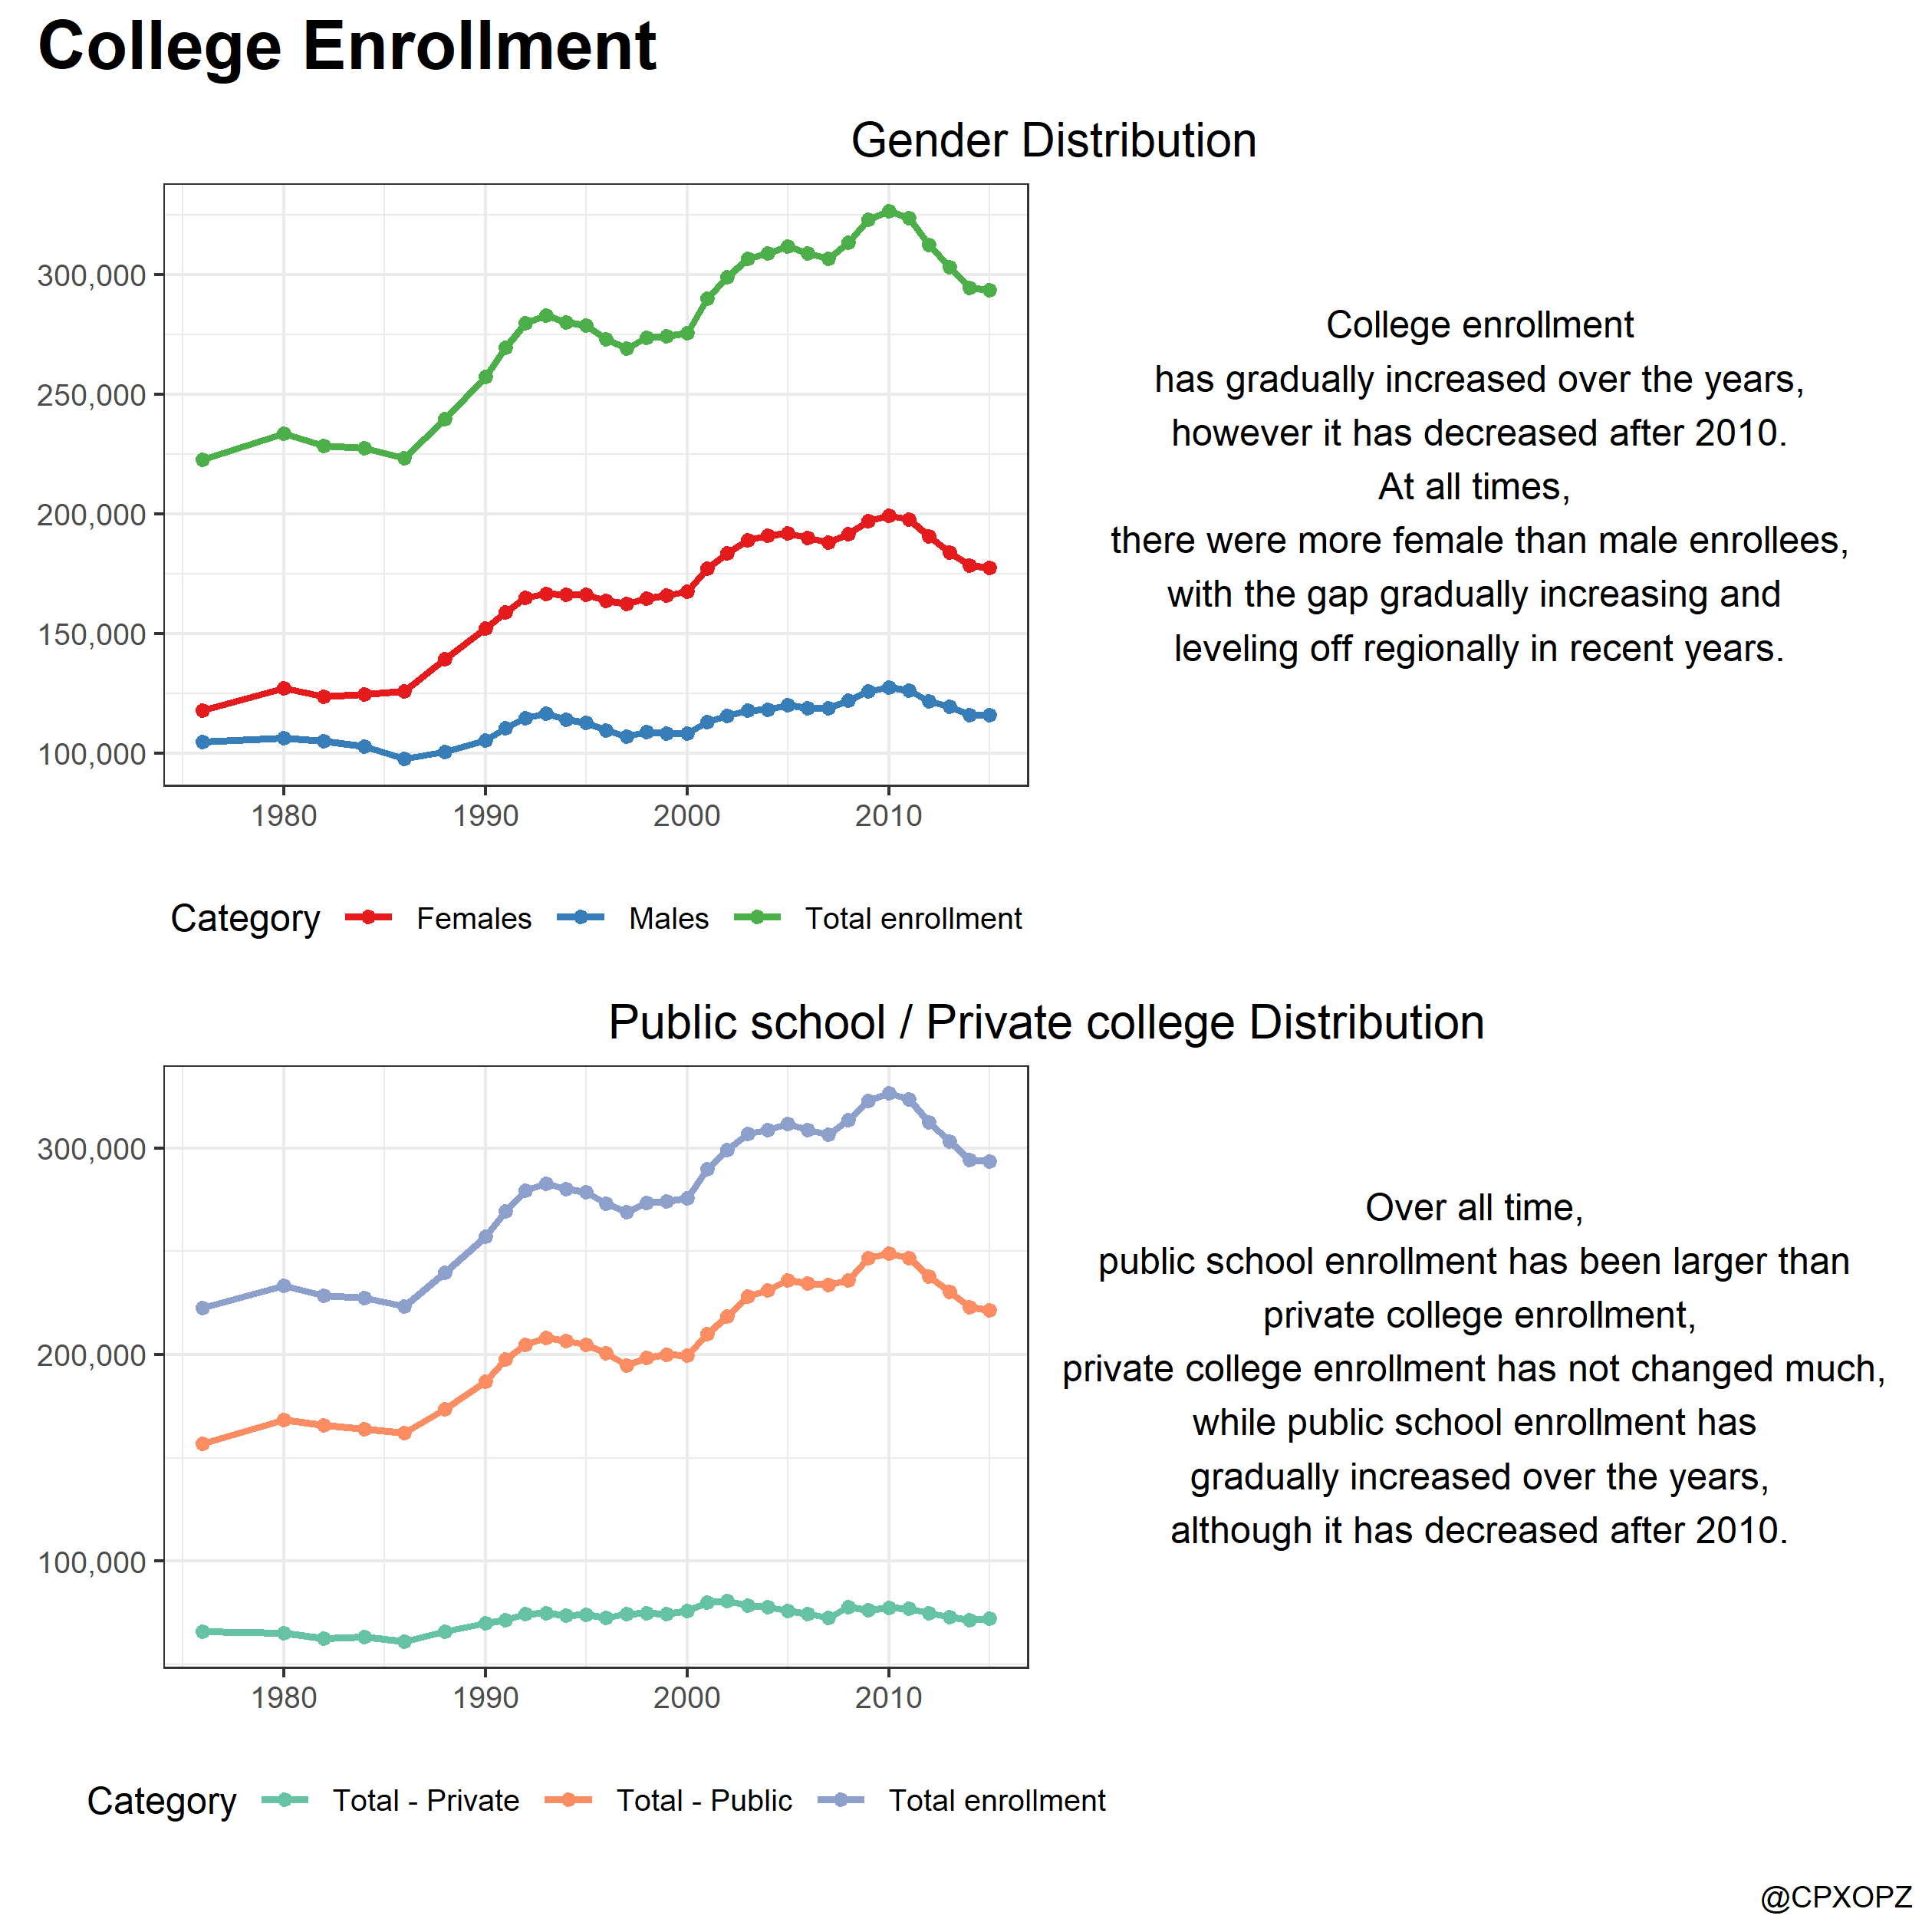 College Enrollment
Gender Distribution
300,000
250,000
200,000
150,000
100,000
1980 1990 2000 2010
Category Females Males Total enrollment
College enrollment
has gradually increased over the years,
however it has decreased after 2010.
At all times,
there were more female than male enrollees,
with the gap gradually increasing and
leveling off regionally in recent years.
Public school / Private college Distribution
300,000
200,000
100,000
1980 1990 2000 2010
Category Total - Private Total - Public Total enrollment
Over all time,
public school enrollment has been larger than
private college enrollment,
private college enrollment has not changed much,
while public school enrollment has
gradually increased over the years,
although it has decreased after 2010.
@CPXOPZ